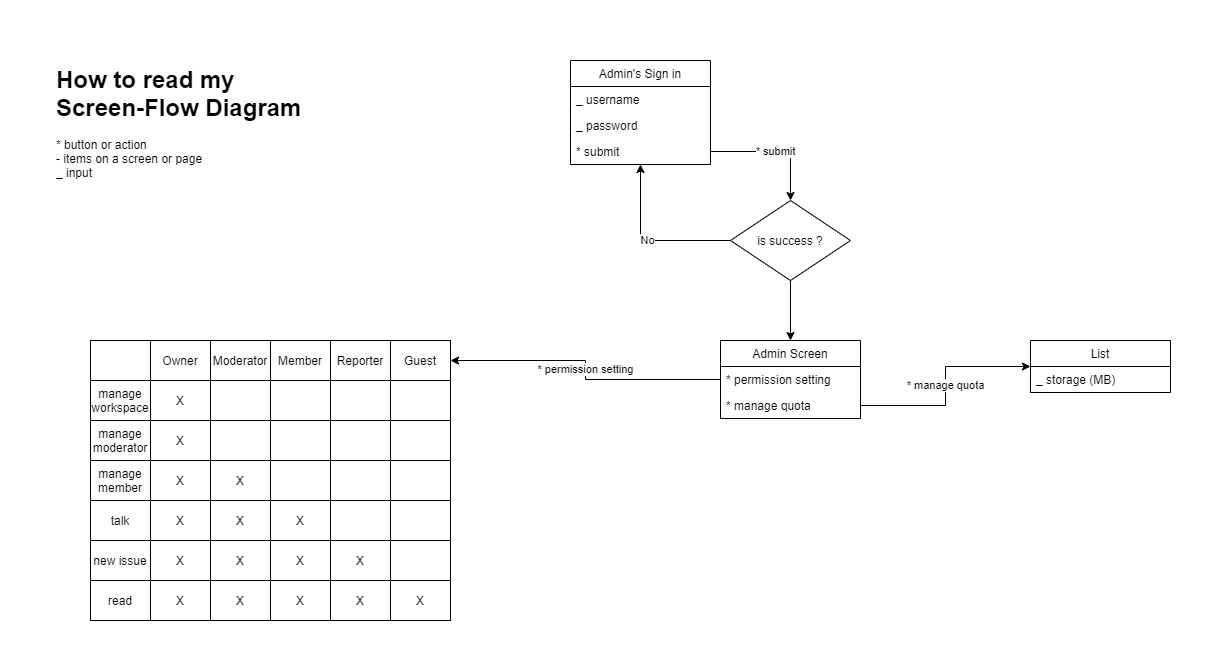 How to read my
Screen-Flow Diagram
* button or action
- items on a screen or page
_ input
Admin's Sign in
_ username
_ password
* submit
* submit
is success ?
No
Admin Screen
* permission setting
* manage quota
* permission setting
* manage quota
List
_ storage (MB)
Owner Moderator Member Reporter Guest
manage
workspace X
manage
moderator X
manage
member X X
talk X X X
new issue X X X X
read X X X X X